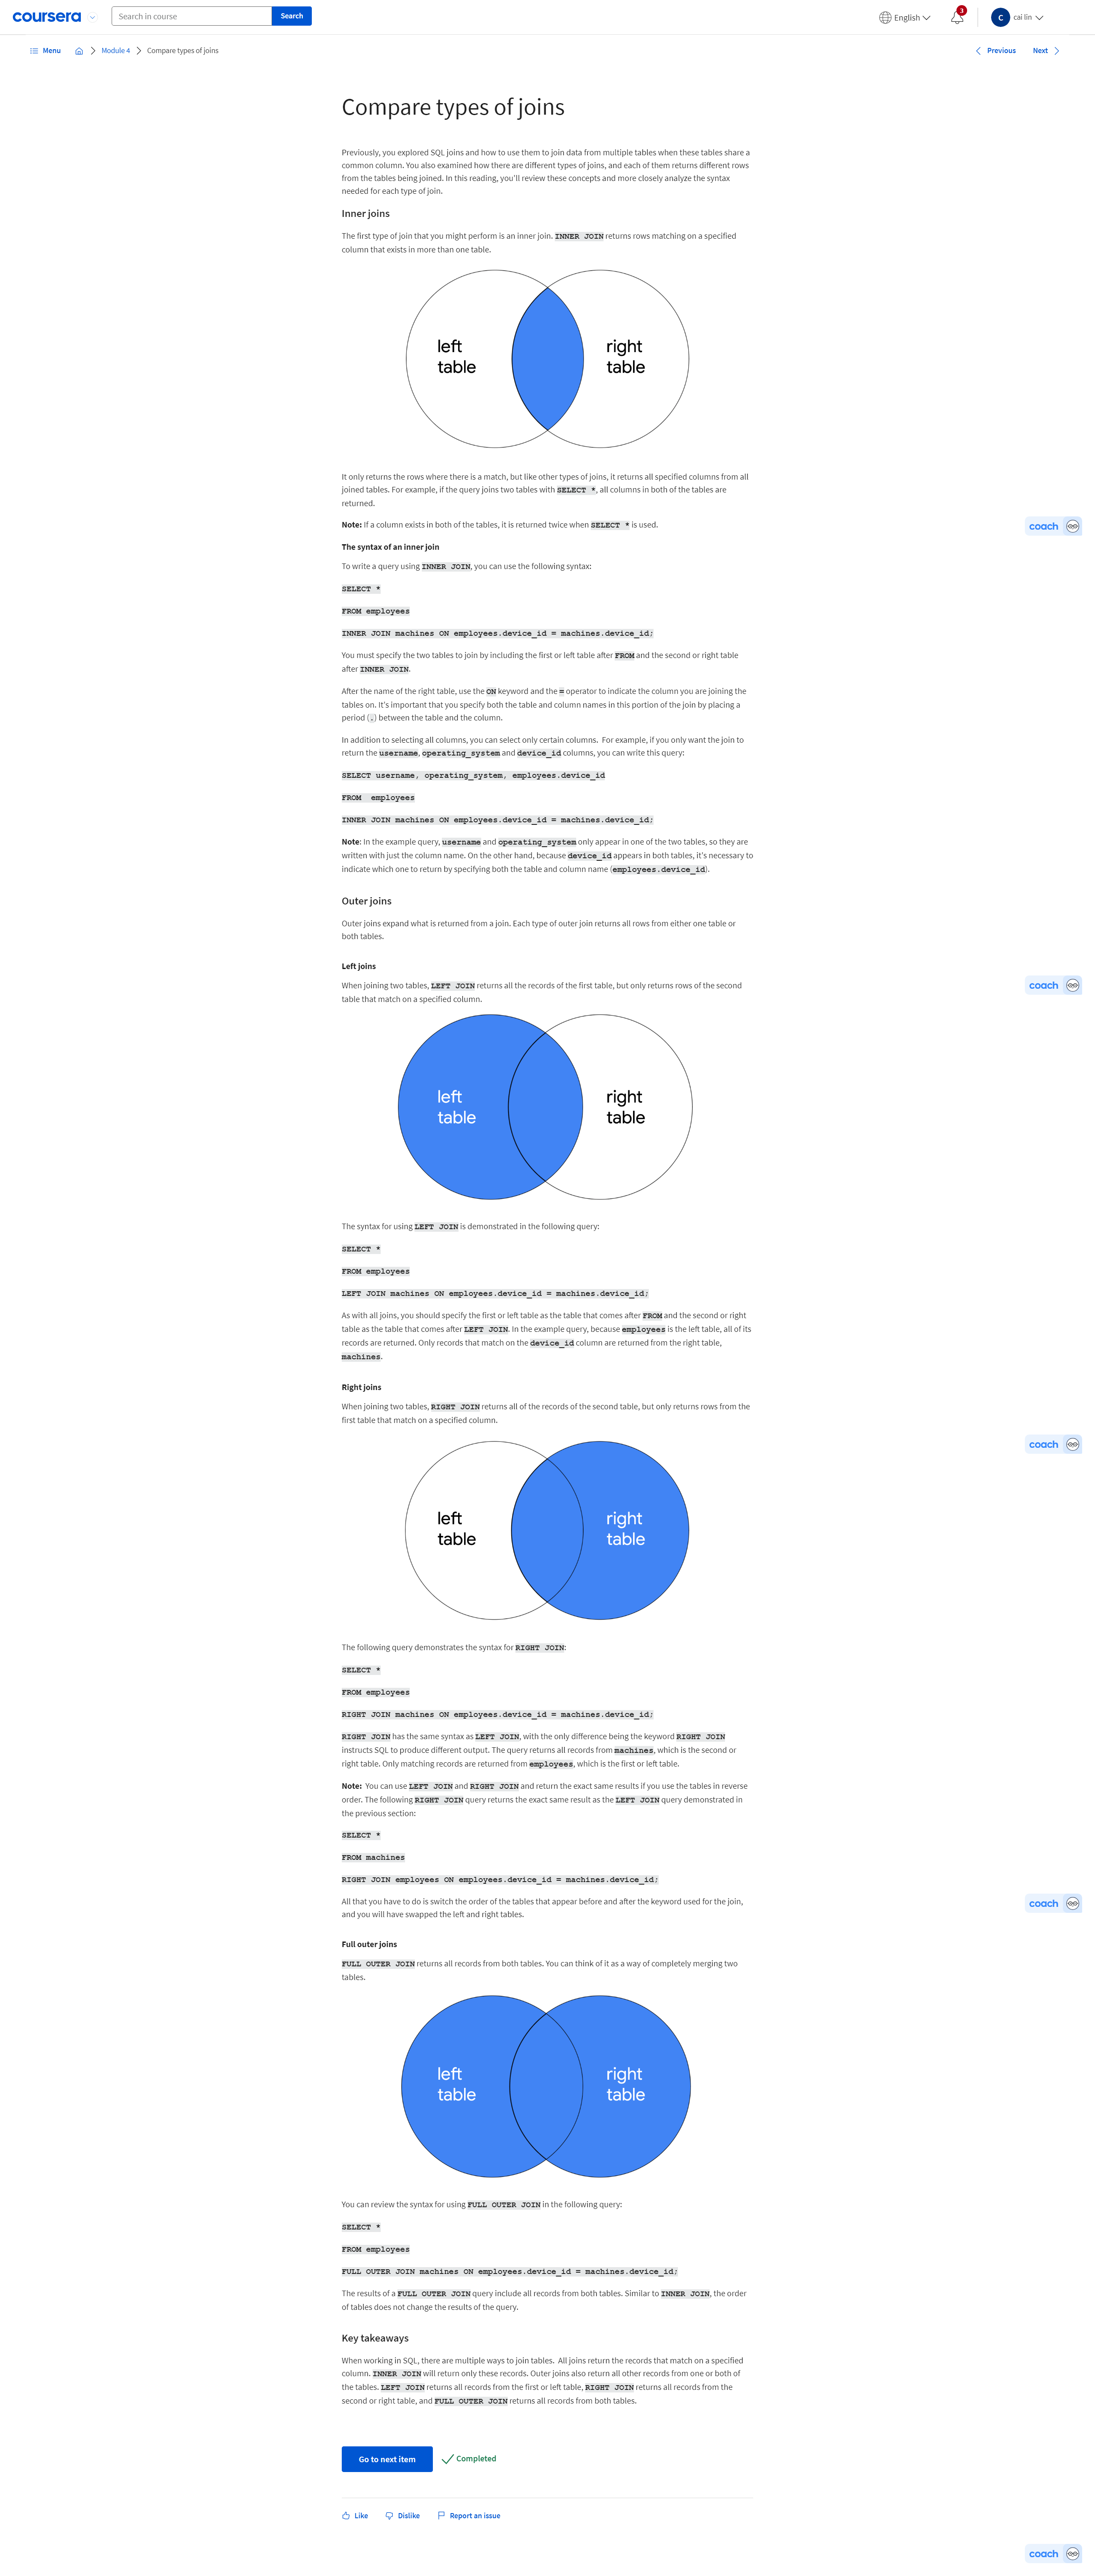 coursera
Search in course
Search
English
3
C
cai lin
Menu
Module 4
Compare types of joins
Previous
Next
Compare types of joins
Previously, you explored SQL joins and how to use them to join data from multiple tables when these tables share a
common column. You also examined how there are different types of joins, and each of them returns different rows
from the tables being joined. In this reading, you'll review these concepts and more closely analyze the syntax
needed for each type of join.
Inner joins
The first type of join that you might perform is an inner join. INNER JOIN returns rows matching on a specified
column that exists in more than one table.
left
table
right
table
It only returns the rows where there is a match, but like other types of joins, it returns all specified columns from all
joined tables. For example, if the query joins two tables with SELECT *, all columns in both of the tables are
returned.
Note: If a column exists in both of the tables, it is returned twice when SELECT * is used.
coach
The syntax of an inner join
To write a query using INNER JOIN, you can use the following syntax:
SELECT *
FROM employees
INNER JOIN machines ON employees.device_id = machines.device_id;
You must specify the two tables to join by including the first or left table after FROM and the second or right table
after INNER JOIN.
After the name of the right table, use the ON keyword and the = operator to indicate the column you are joining the
tables on. It's important that you specify both the table and column names in this portion of the join by placing a
period (.) between the table and the column.
In addition to selecting all columns, you can select only certain columns.  For example, if you only want the join to
return the username, operating_system and device_id columns, you can write this query:
SELECT username, operating_system, employees.device_id
FROM  employees
INNER JOIN machines ON employees.device_id = machines.device_id;
Note: In the example query, username and operating_system only appear in one of the two tables, so they are
written with just the column name. On the other hand, because device_id appears in both tables, it's necessary to
indicate which one to return by specifying both the table and column name (employees.device_id).
Outer joins
Outer joins expand what is returned from a join. Each type of outer join returns all rows from either one table or
both tables.
Left joins
When joining two tables, LEFT JOIN returns all the records of the first table, but only returns rows of the second
table that match on a specified column.
coach
left
table
right
table
The syntax for using LEFT JOIN is demonstrated in the following query:
SELECT *
FROM employees
LEFT JOIN machines ON employees.device_id = machines.device_id;
As with all joins, you should specify the first or left table as the table that comes after FROM and the second or right
table as the table that comes after LEFT JOIN. In the example query, because employees is the left table, all of its
records are returned. Only records that match on the device_id column are returned from the right table,
machines.
Right joins
When joining two tables, RIGHT JOIN returns all of the records of the second table, but only returns rows from the
first table that match on a specified column.
coach
left
table
right
table
The following query demonstrates the syntax for RIGHT JOIN:
SELECT *
FROM employees
RIGHT JOIN machines ON employees.device_id = machines.device_id;
RIGHT JOIN has the same syntax as LEFT JOIN, with the only difference being the keyword RIGHT JOIN
instructs SQL to produce different output. The query returns all records from machines, which is the second or
right table. Only matching records are returned from employees, which is the first or left table.
Note:  You can use LEFT JOIN and RIGHT JOIN and return the exact same results if you use the tables in reverse
order. The following RIGHT JOIN query returns the exact same result as the LEFT JOIN query demonstrated in
the previous section:
SELECT *
FROM machines
RIGHT JOIN employees ON employees.device_id = machines.device_id;
All that you have to do is switch the order of the tables that appear before and after the keyword used for the join,
and you will have swapped the left and right tables.
coach
Full outer joins
FULL OUTER JOIN returns all records from both tables. You can think of it as a way of completely merging two
tables.
left
table
right
table
You can review the syntax for using FULL OUTER JOIN in the following query:
SELECT *
FROM employees
FULL OUTER JOIN machines ON employees.device_id = machines.device_id;
The results of a FULL OUTER JOIN query include all records from both tables. Similar to INNER JOIN, the order
of tables does not change the results of the query.
Key takeaways
When working in SQL, there are multiple ways to join tables.  All joins return the records that match on a specified
column. INNER JOIN will return only these records. Outer joins also return all other records from one or both of
the tables. LEFT JOIN returns all records from the first or left table, RIGHT JOIN returns all records from the
second or right table, and FULL OUTER JOIN returns all records from both tables.
Go to next item
Completed
Like
Dislike
Report an issue
coach